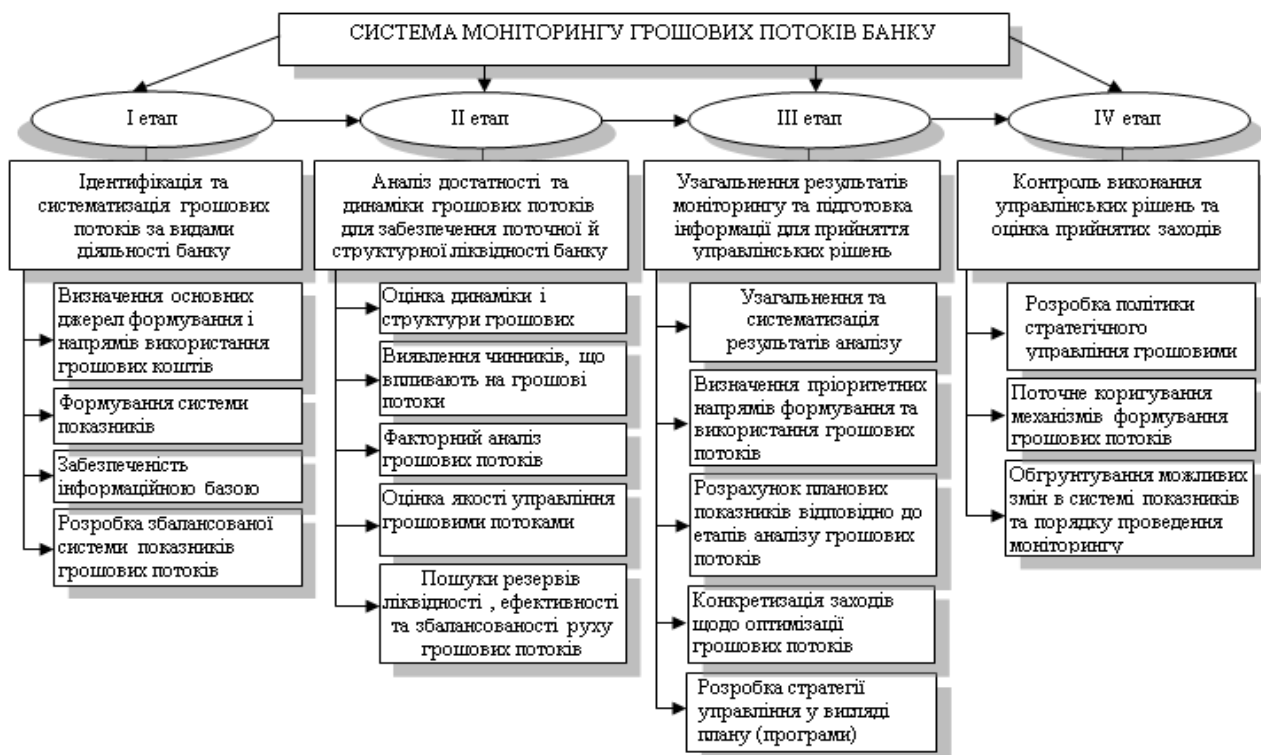 СИСТЕМА МОНІТОРИНГУ ГРОШОВИХ ПОТОКІВ БАНКУ
І етап
ІІ етап
ІІІ етап
IV етап
Ідентифікація та
систематизація грошових
потоків за видами
діяльності банку
Визначення основних
джерел формування і
напрямів використання
грошових коштів
Формування системи
показників
Забезпеченість
інформаційною базою
Розробка збалансованої
системи показників
грошових потоків
Аналіз достатності та
динаміки грошових потоків
для забезпечення поточної й
структурної ліквідності банку
Оцінка динаміки і
структури грошових
Виявлення чинників, що
впливають на грошові
потоки
Факторний аналіз
грошових потоків
Оцінка якості управління
грошовими потоками
Пошуки резервів
ліквідності , ефективності
та збалансованості руху
грошових потоків
Узагальнення результатів
моніторингу та підготовка
інформації для прийняття
управлінських рішень
Узагальнення та
систематизація
результатів аналізу
Визначення пріоритетних
напрямів формування та
використання грошових
потоків
Розрахунок планових
показників відповідно до
етапів аналізу грошових
потоків
Конкретизація заходів
щодо оптимізації
грошових потоків
Розробка стратегії
управління у вигляді
плану (програми)
Контроль виконання
управлінських рішень та
оцінка прийнятих заходів
Розробка політики
стратегічного
управління грошовими
Поточне коригування
механізмів формування
грошових потоків
Обгрунтування можливих
змін в системі показників
та порядку проведення
моніторингу